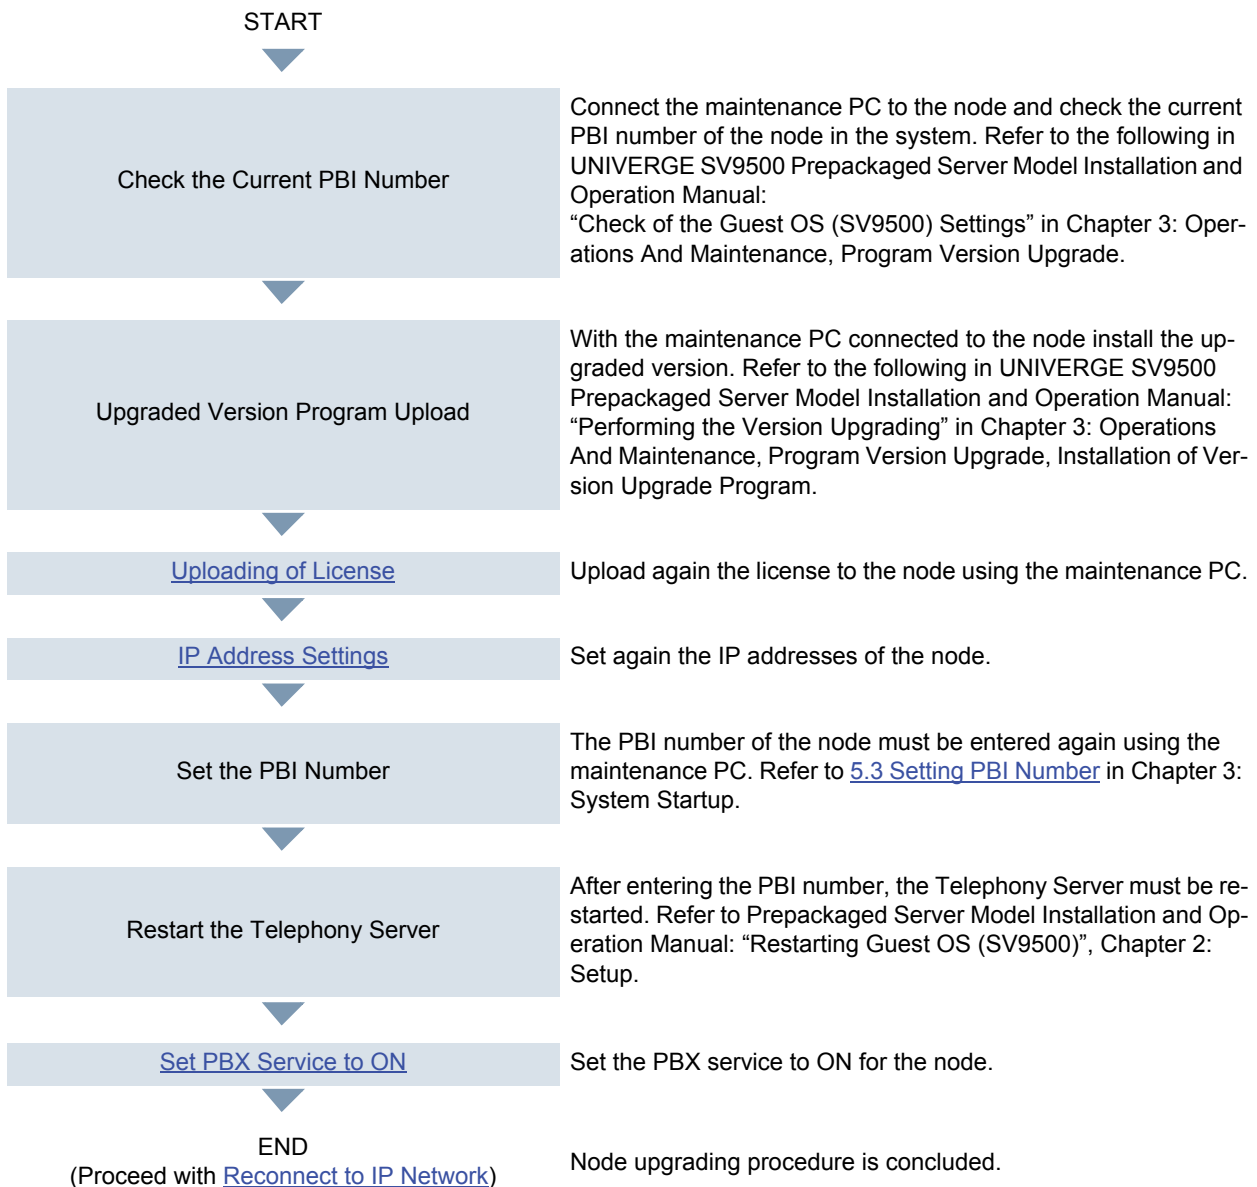 START
Check the Current PBI Number
Connect the maintenance PC to the node and check the current
PBI number of the node in the system. Refer to the following in
UNIVERGE SV9500 Prepackaged Server Model Installation and
Operation Manual:
“Check of the Guest OS (SV9500) Settings” in Chapter 3: Oper-
ations And Maintenance, Program Version Upgrade.
Upgraded Version Program Upload
With the maintenance PC connected to the node install the up-
graded version. Refer to the following in UNIVERGE SV9500
Prepackaged Server Model Installation and Operation Manual:
“Performing the Version Upgrading” in Chapter 3: Operations
And Maintenance, Program Version Upgrade, Installation of Ver-
sion Upgrade Program.
Uploading of License
Upload again the license to the node using the maintenance PC.
IP Address Settings
Set again the IP addresses of the node.
Set the PBI Number
The PBI number of the node must be entered again using the
maintenance PC. Refer to 5.3 Setting PBI Number in Chapter 3:
System Startup.
Restart the Telephony Server
After entering the PBI number, the Telephony Server must be re-
started. Refer to Prepackaged Server Model Installation and Op-
eration Manual: “Restarting Guest OS (SV9500)”, Chapter 2:
Setup.
Set PBX Service to ON
Set the PBX service to ON for the node.
END
(Proceed with Reconnect to IP Network)
Node upgrading procedure is concluded.